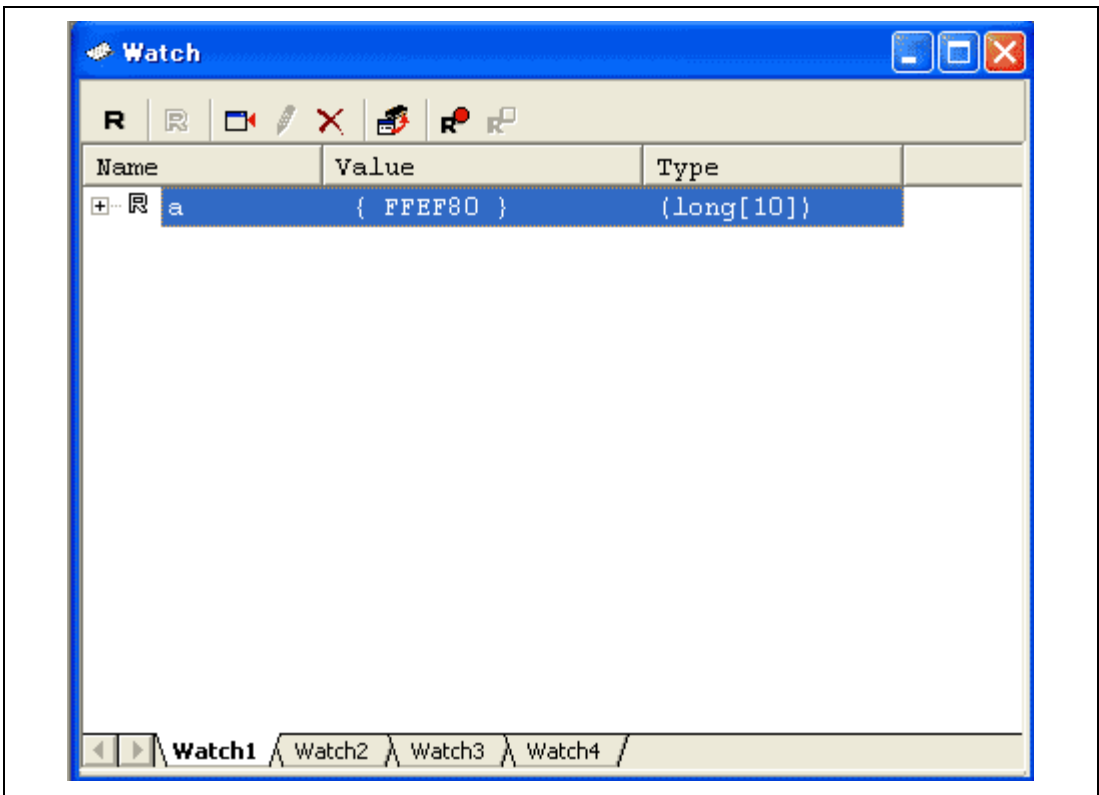 Watch
R R R R
Name Value Type
R a { FFEF80 } (long[10])
Watch1 Watch2 Watch3 Watch4